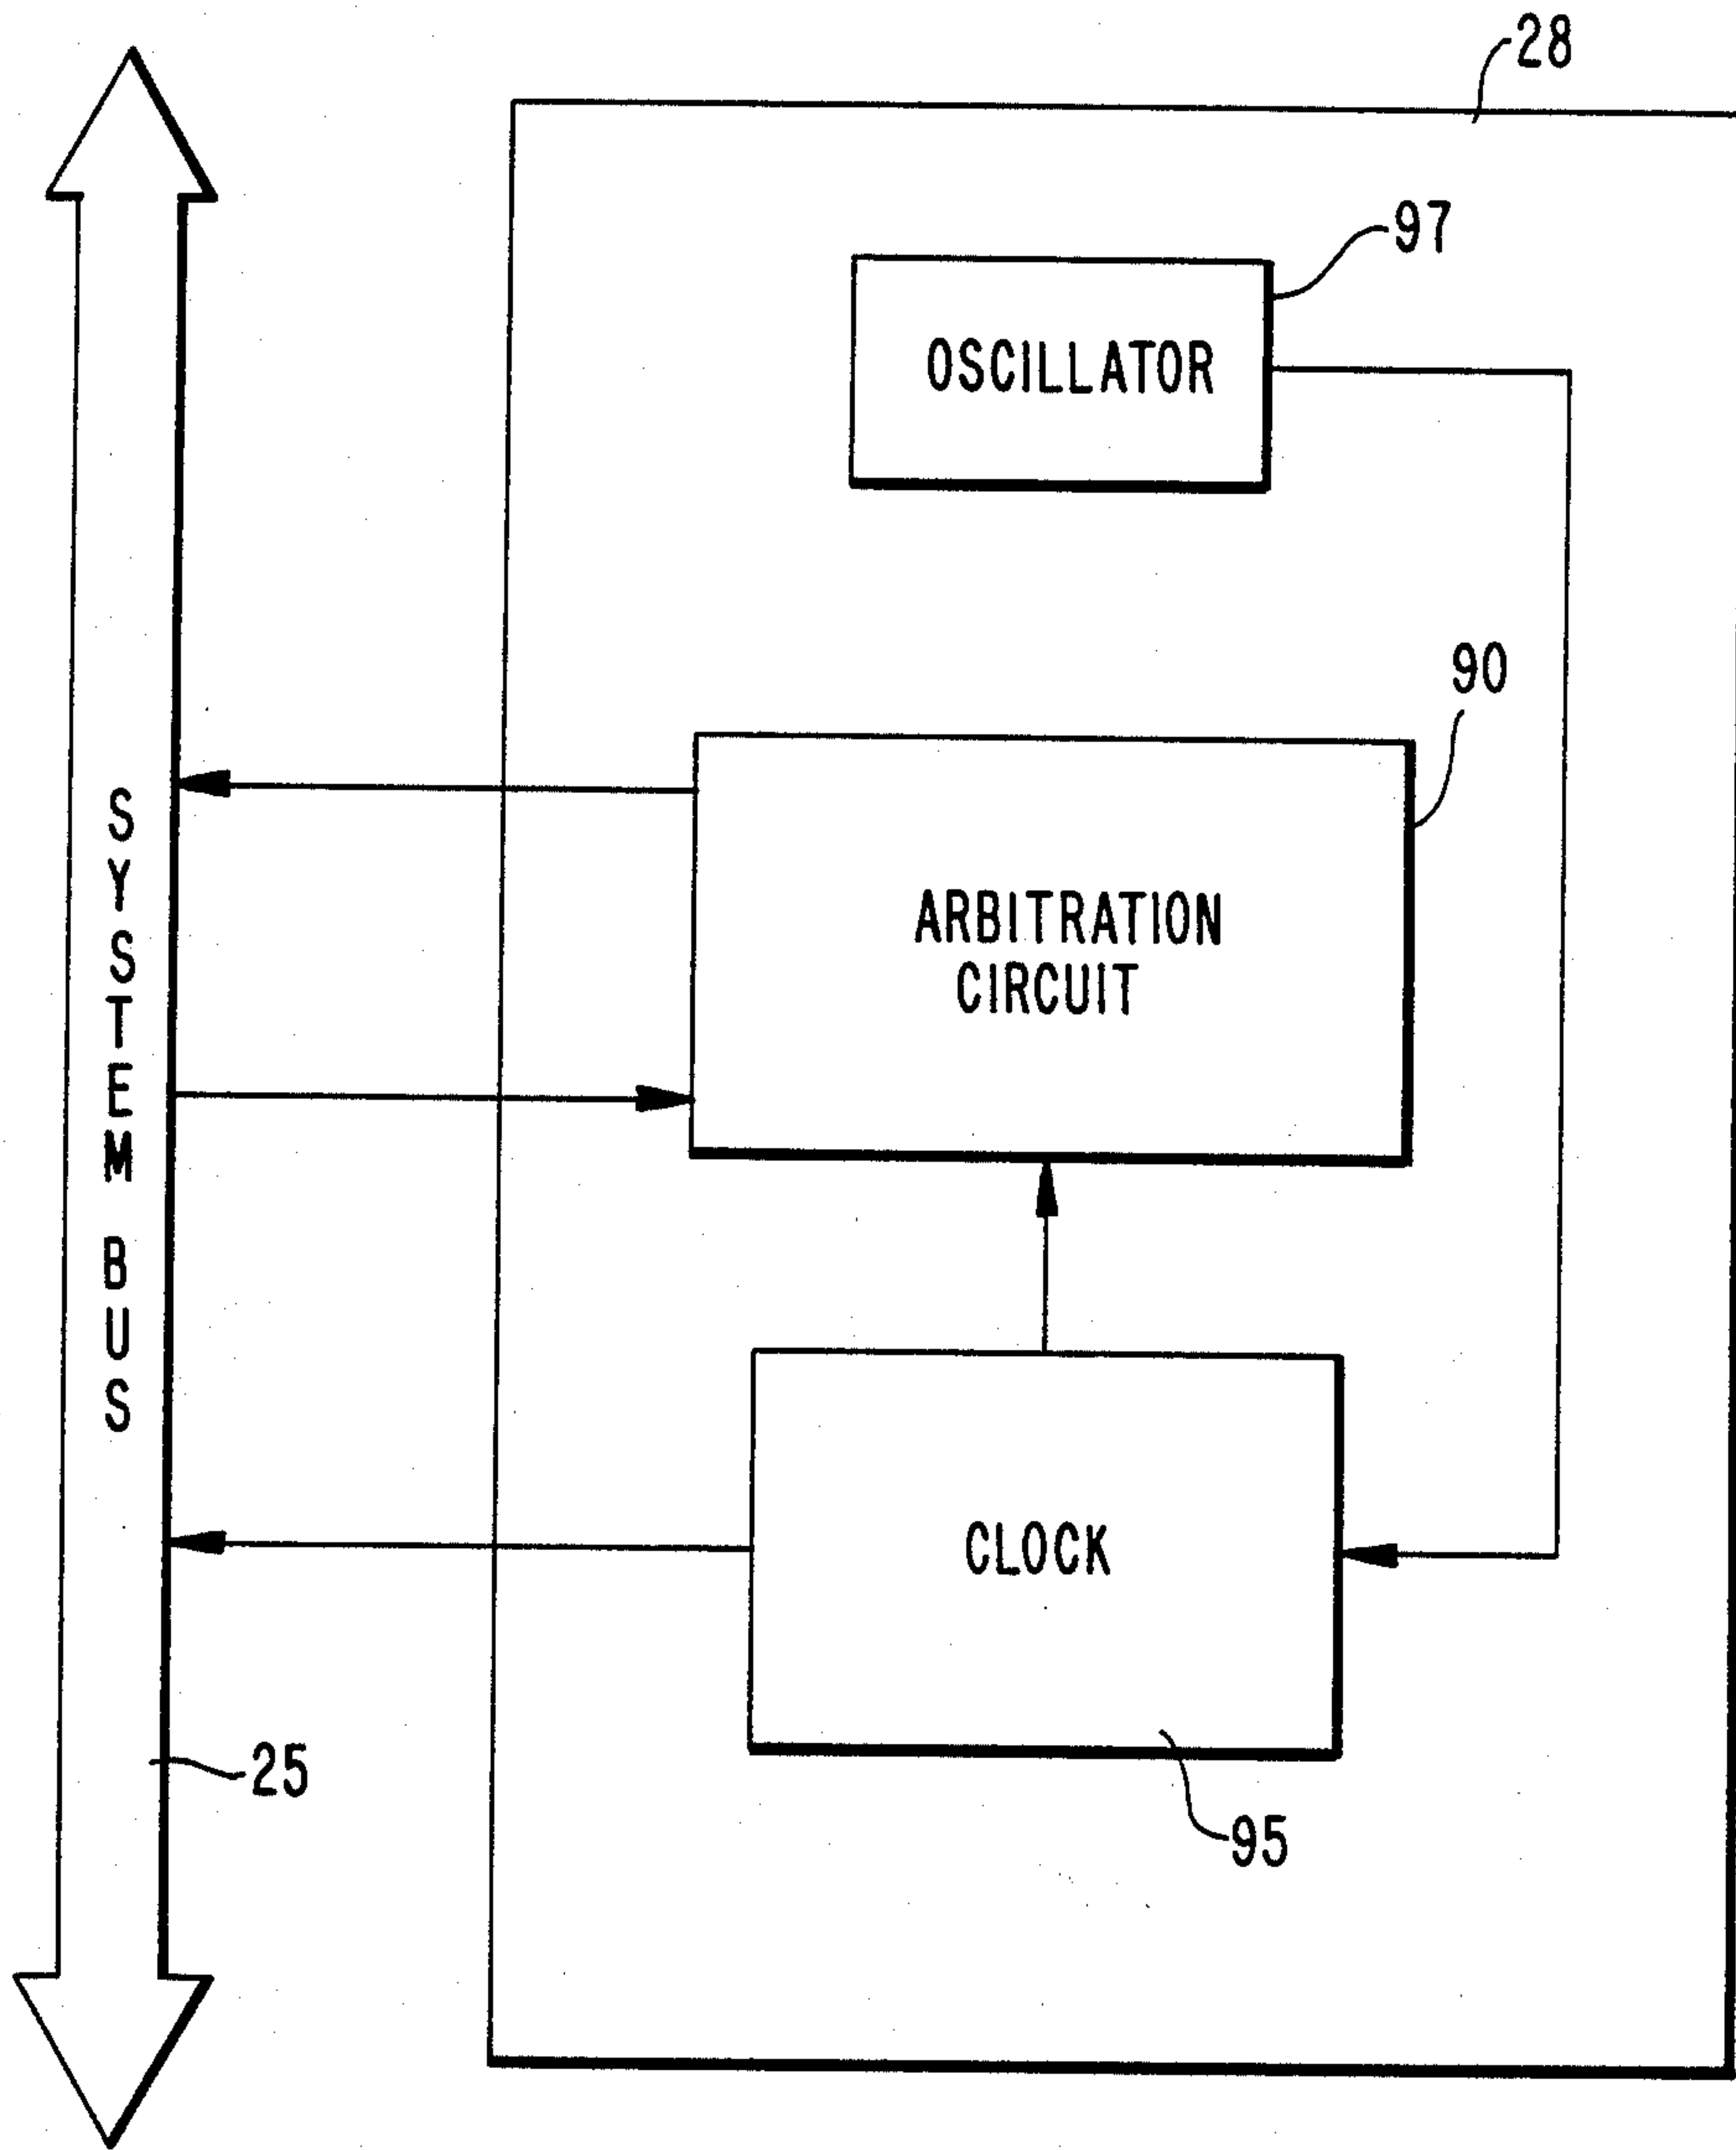 28
97
OSCILLATOR
90
ARBITRATION
CIRCUIT
SYSTEM BUS
CLOCK
25
95